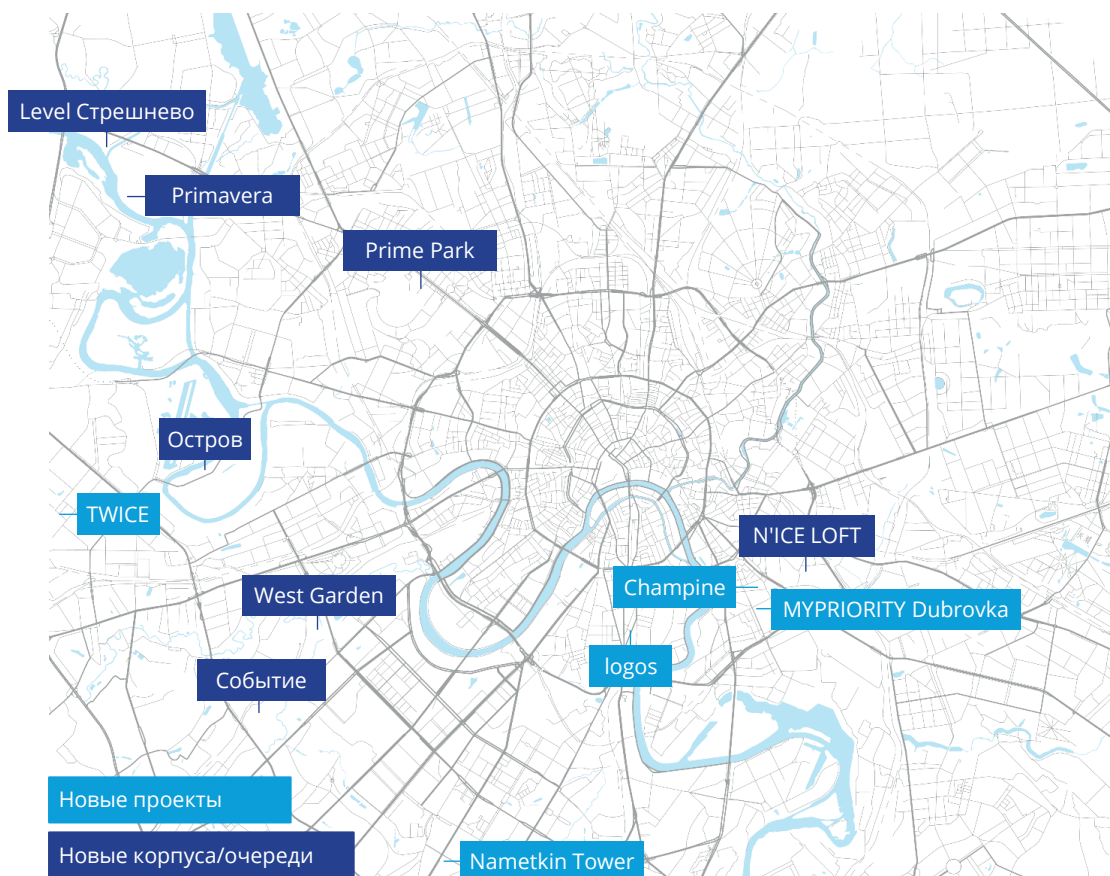 Level Стрешнево
Primavera
Prime Park
Остров
TWICE
N'ICE LOFT
Champine
West Garden
MYPRIORITY Dubrovka
logos
Событие
Новые проекты
Новые корпуса/очереди
Nametkin Tower